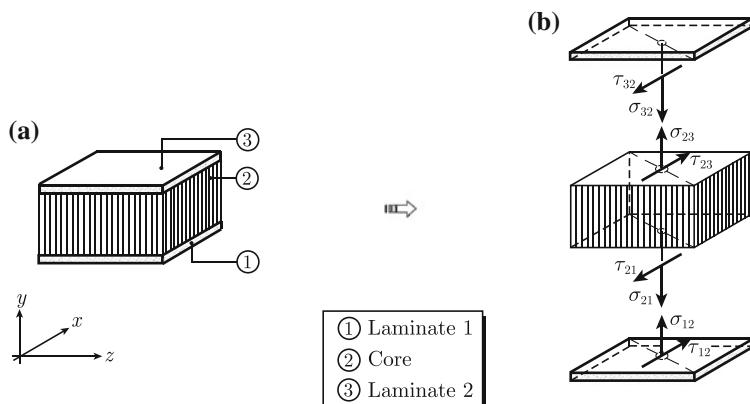 (a)
③
②
①
y
x
z
① Laminate 1
② Core
③ Laminate 2
(b)
τ₃₂
σ₃₂
σ₂₃
τ₂₃
τ₂₁
σ₂₁
σ₁₂
τ₁₂